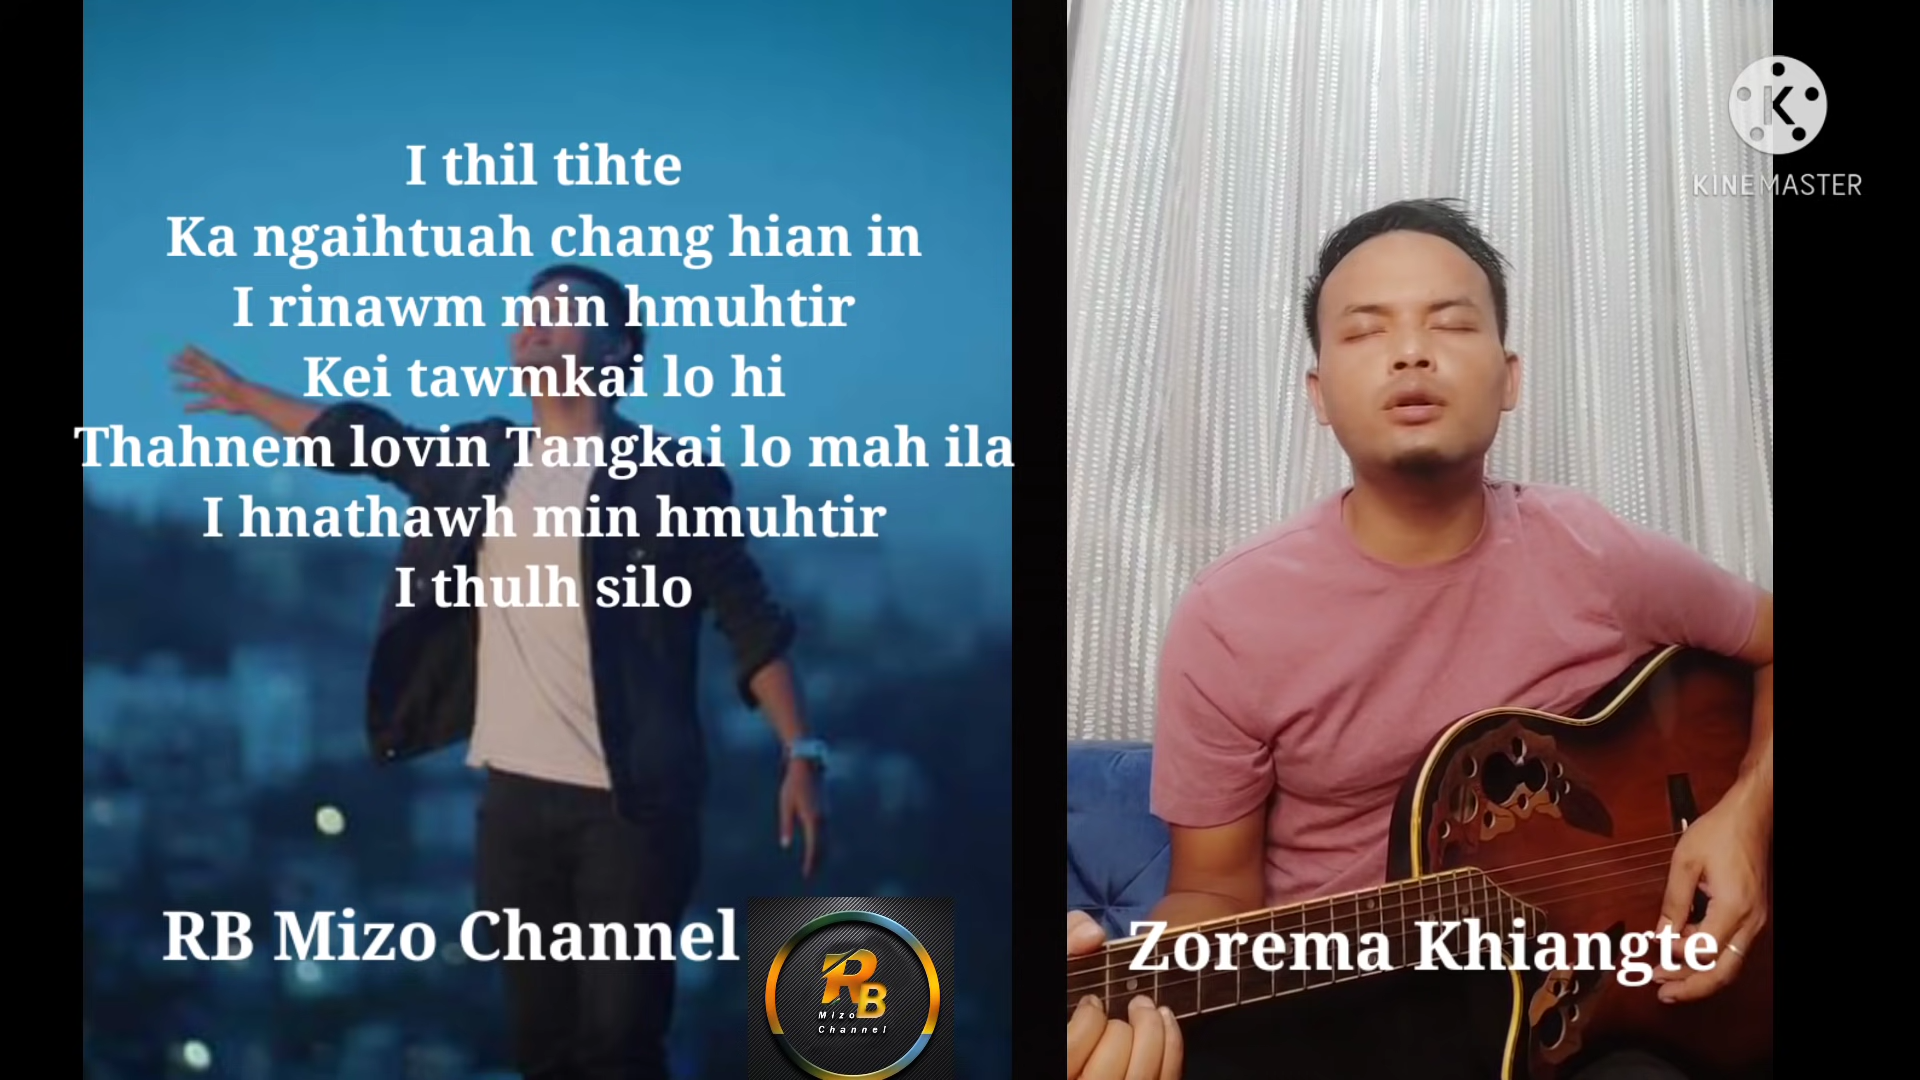 I thil tihte
Ka ngaihtuah chang hian in
I rinawm min hmuhtir
Kei tawmkai lo hi
Thahnem lovin Tangkai lo mah ila
I hnathawh min hmuhtir
I thulh silo
RB Mizo Channel
RB
Mizo
Channel
K
KINEMASTER
Zorema Khiangte